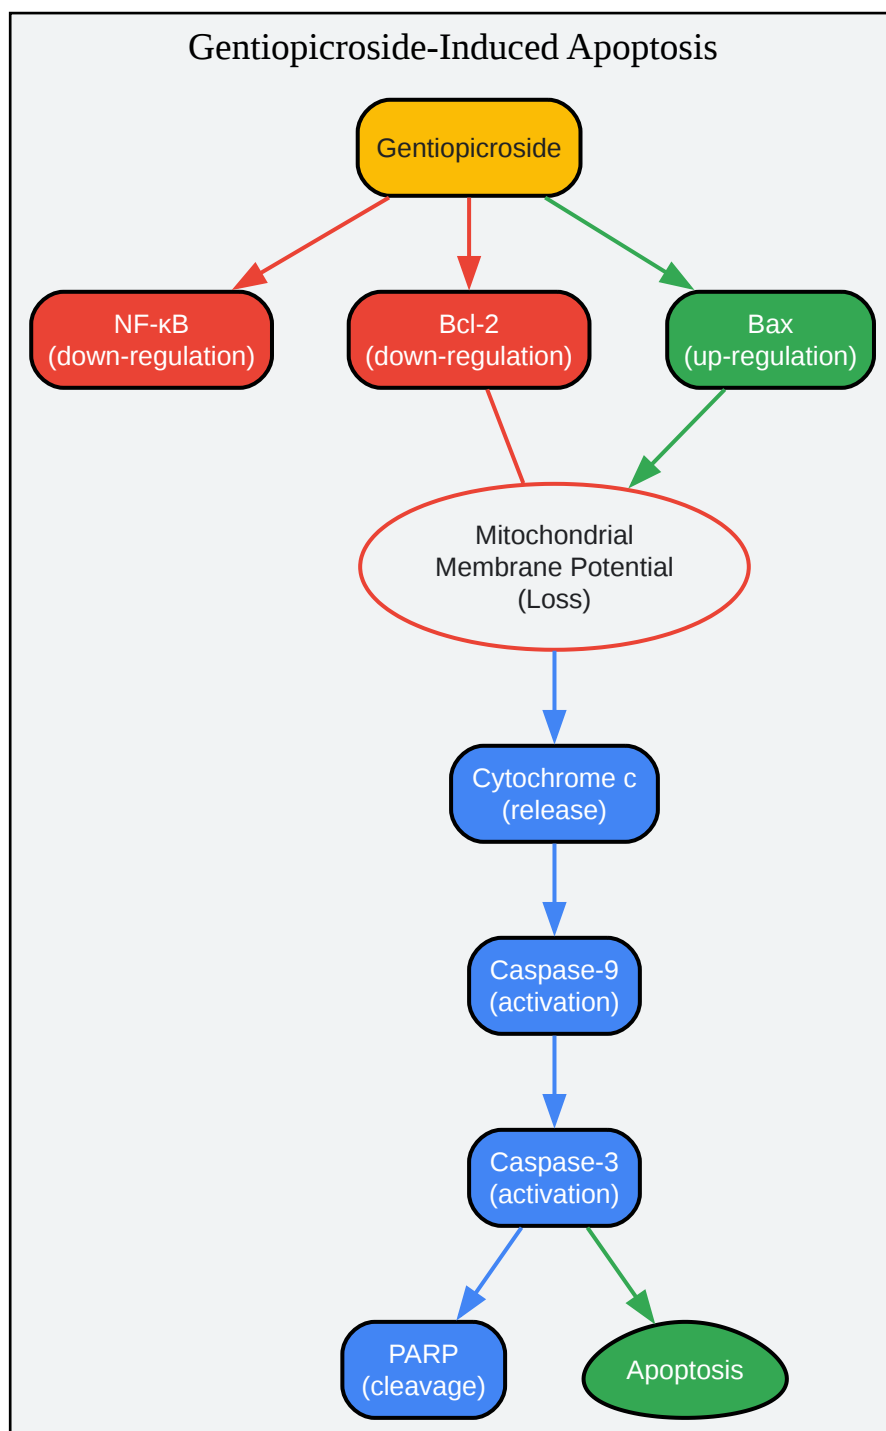 Gentiopicroside-Induced Apoptosis
Gentiopicroside
NF-κB
(down-regulation)
Bcl-2
(down-regulation)
Bax
(up-regulation)
Mitochondrial
Membrane Potential
(Loss)
Cytochrome c
(release)
Caspase-9
(activation)
Caspase-3
(activation)
PARP
(cleavage)
Apoptosis